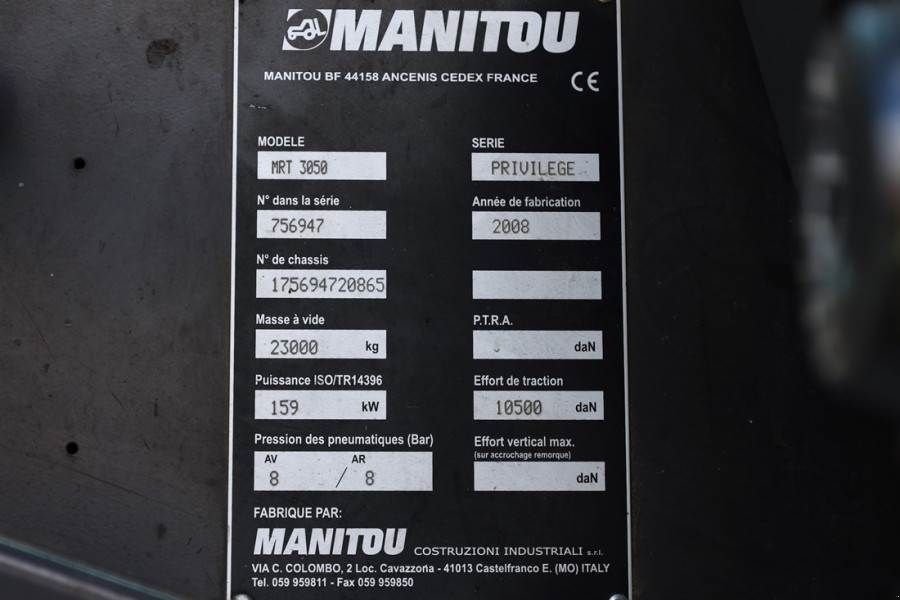 MANITOU
MANITOU BF 44158 ANCENIS CEDEX FRANCE CE
MODELE SERIE
MRT 3050 PRIVILEGE
N° dans la série Année de fabrication
756947 2008
N° de chassis
175694720865
Masse à vide P.T.R.A.
23000 kg daN
Puissance ISO/TR14396 Effort de traction
159 kW 10500 daN
Pression des pneumatiques (Bar) Effort vertical max.
(sur accrochage remorque)
AV AR
8 / 8 daN
FABRIQUE PAR:
MANITOU COSTRUZIONI INDUSTRIALI s.r.l.
VIA C. COLOMBO, 2 Loc. Cavazzona - 41013 Castelfranco E. (MO) ITALY
Tel. 059 959811 - Fax 059 959850